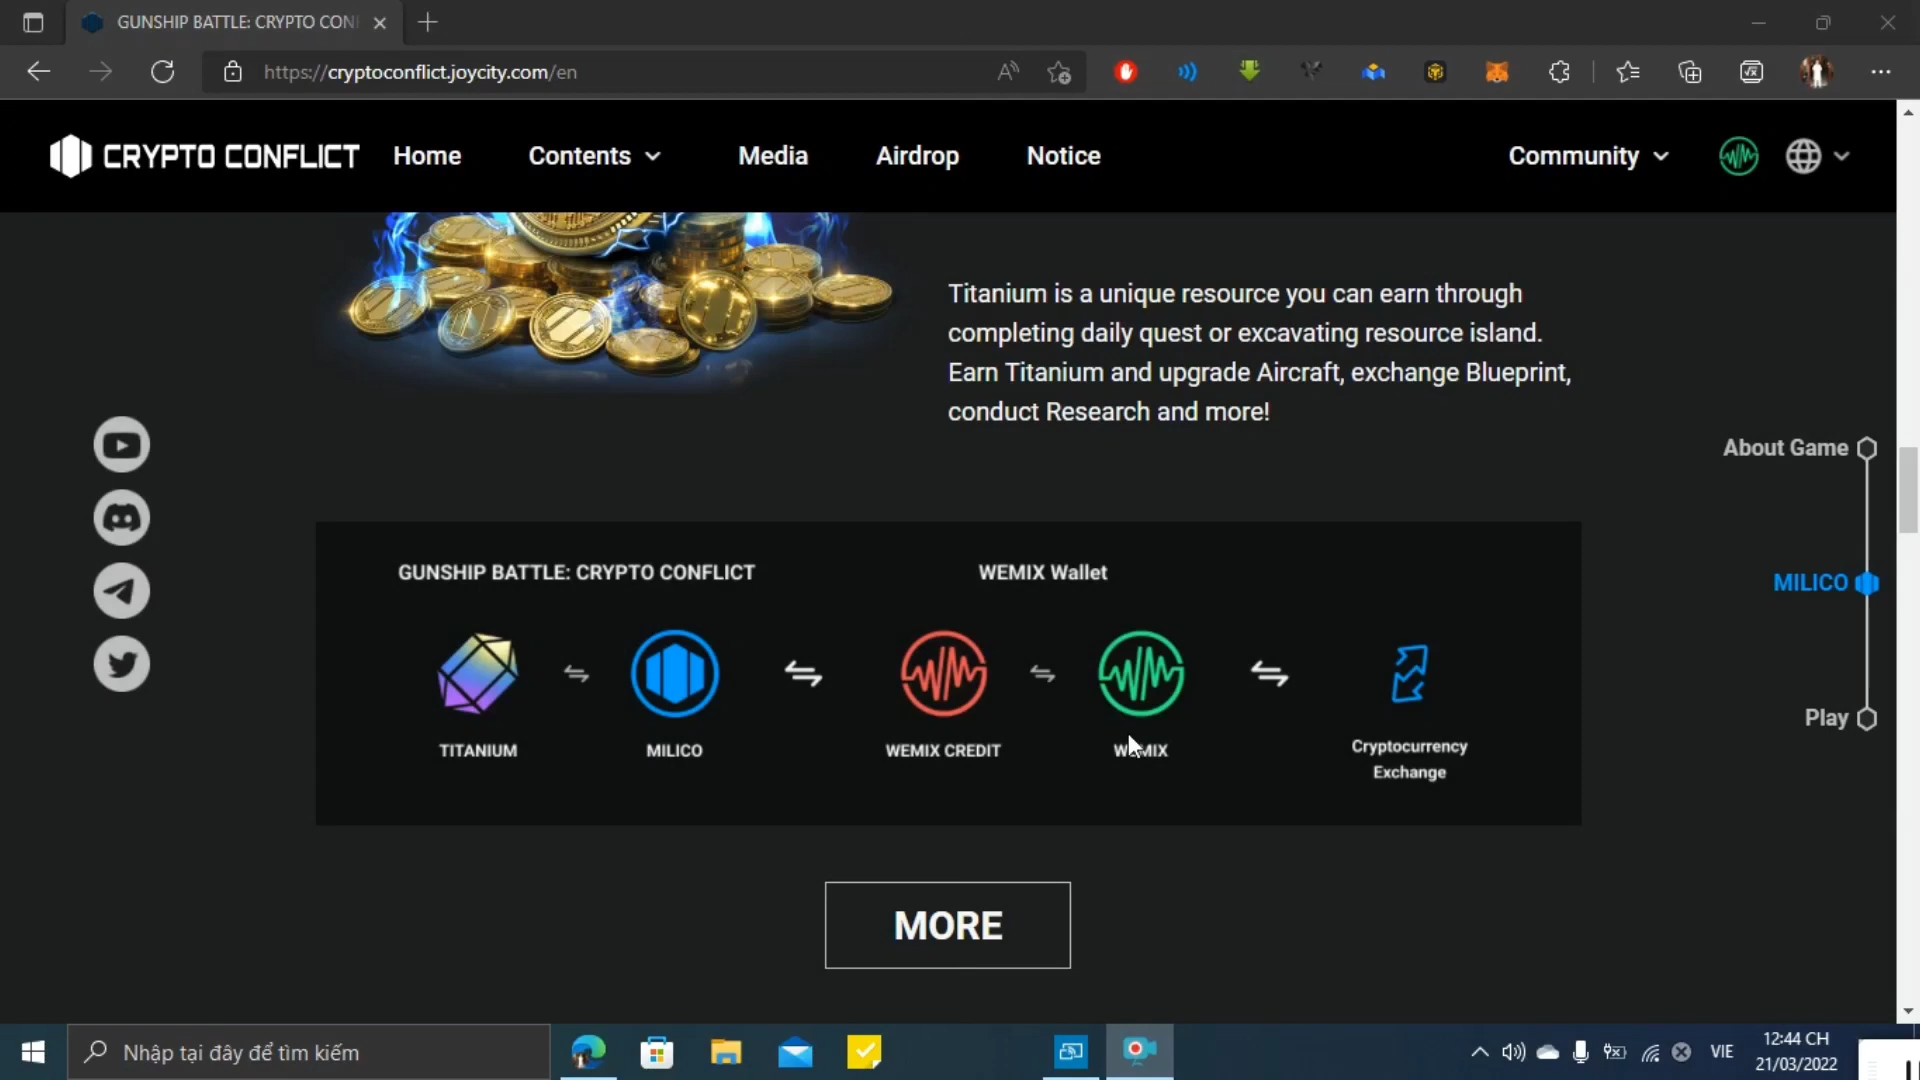 GUNSHIP BATTLE: CRYPTO CON
https://cryptoconflict.joycity.com/en
CRYPTO CONFLICT
Home
Contents
Media
Airdrop
Notice
Community
Titanium is a unique resource you can earn through
completing daily quest or excavating resource island.
Earn Titanium and upgrade Aircraft, exchange Blueprint,
conduct Research and more!
About Game
MILICO
Play
GUNSHIP BATTLE: CRYPTO CONFLICT
WEMIX Wallet
TITANIUM
MILICO
WEMIX CREDIT
WEMIX
Cryptocurrency
Exchange
MORE
Nhập tại đây để tìm kiếm
VIE
12:44 CH
21/03/2022